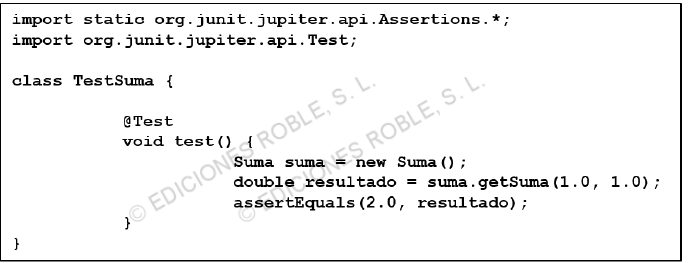 import static org.junit.jupiter.api.Assertions.*;
import org.junit.jupiter.api.Test;
class TestSuma {
@Test
void test() {
Suma suma = new Suma();
double resultado = suma.getSuma(1.0, 1.0);
assertEquals(2.0, resultado);
}
}
© EDICIONES ROBLE, S. L.
© EDICIONES ROBLE, S. L.